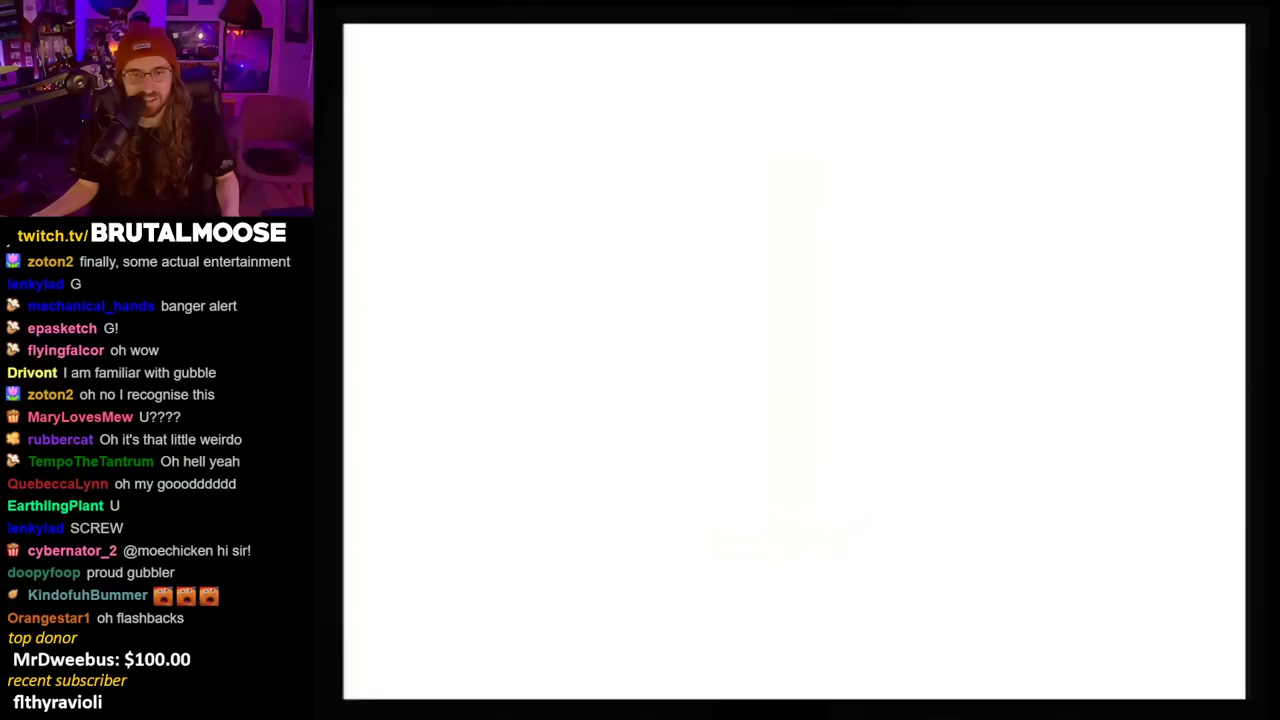 twitch.tv/BRUTALMOOSE
zoton2 finally, some actual entertainment
lenkylad G
mechanical_hands banger alert
epasketch G!
flyingfalcor oh wow
Drivont I am familiar with gubble
zoton2 oh no I recognise this
MaryLovesMew U????
rubbercat Oh it's that little weirdo
TempoTheTantrum Oh hell yeah
QuebeccaLynn oh my gooodddddd
EarthlingPlant U
lenkylad SCREW
cybernator_2 @moechicken hi sir!
doopyfoop proud gubbler
KindofuhBummer
Orangestar1 oh flashbacks
top donor
MrDweebus: $100.00
recent subscriber
flthyravioli